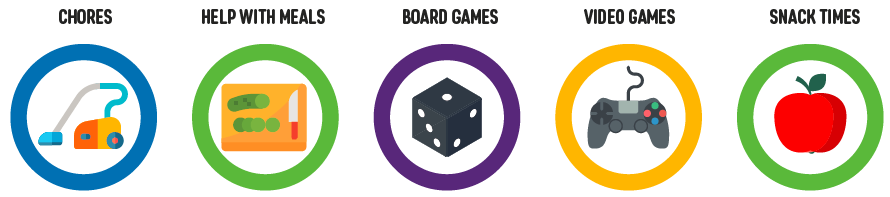 CHORES
HELP WITH MEALS
BOARD GAMES
VIDEO GAMES
SNACK TIMES